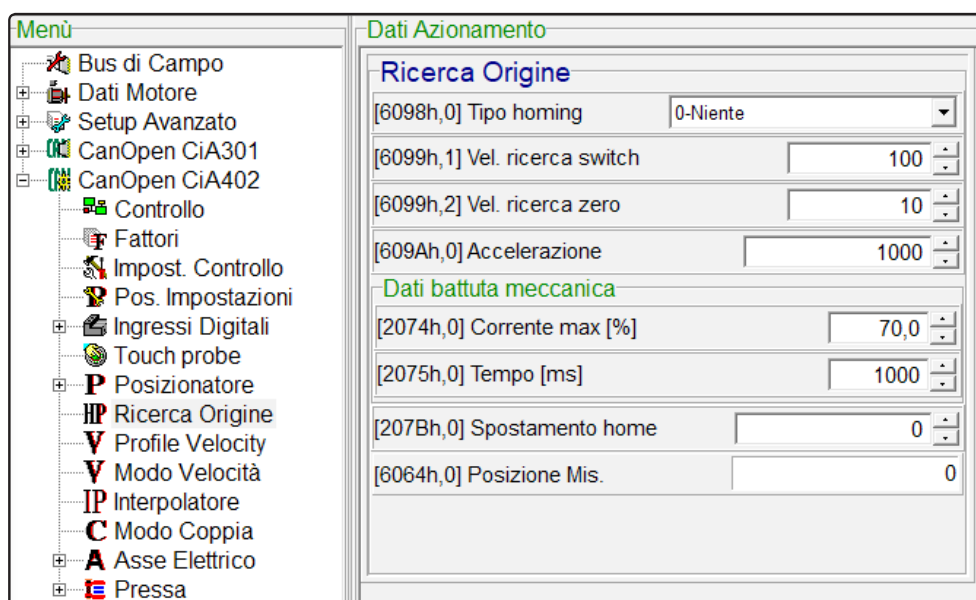 Menù
Bus di Campo
Dati Motore
Setup Avanzato
CanOpen CiA301
CanOpen CiA402
Controllo
Fattori
Impost. Controllo
Pos. Impostazioni
Ingressi Digitali
Touch probe
Posizionatore
Ricerca Origine
Profile Velocity
Modo Velocità
Interpolatore
Modo Coppia
Asse Elettrico
Pressa
Dati Azionamento
Ricerca Origine
[6098h,0] Tipo homing 0-Niente
[6099h,1] Vel. ricerca switch 100
[6099h,2] Vel. ricerca zero 10
[609Ah,0] Accelerazione 1000
Dati battuta meccanica
[2074h,0] Corrente max [%] 70,0
[2075h,0] Tempo [ms] 1000
[207Bh,0] Spostamento home 0
[6064h,0] Posizione Mis. 0